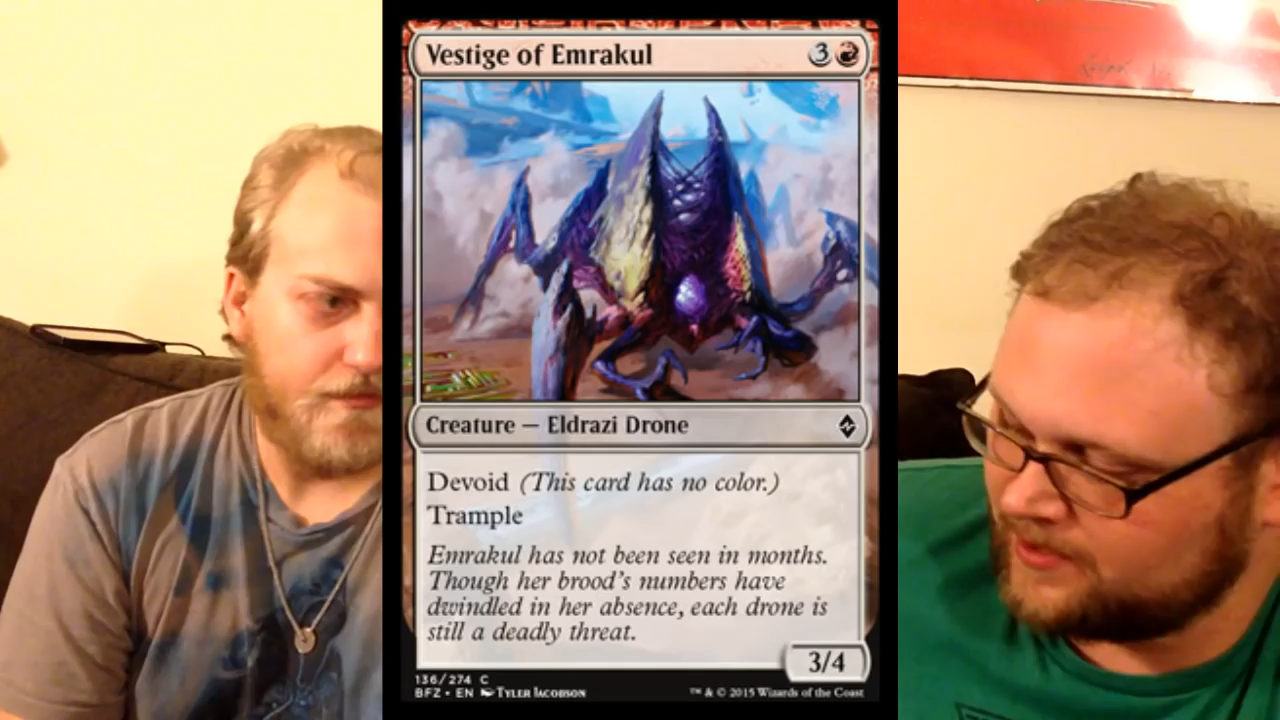 Vestige of Emrakul 3
Creature — Eldrazi Drone
Devoid (This card has no color.)
Trample
Emrakul has not been seen in months.
Though her brood's numbers have
dwindled in her absence, each drone is
still a deadly threat.
3/4
136/274 C
BFZ • EN Tyler Jacobson
™ & © 2015 Wizards of the Coast